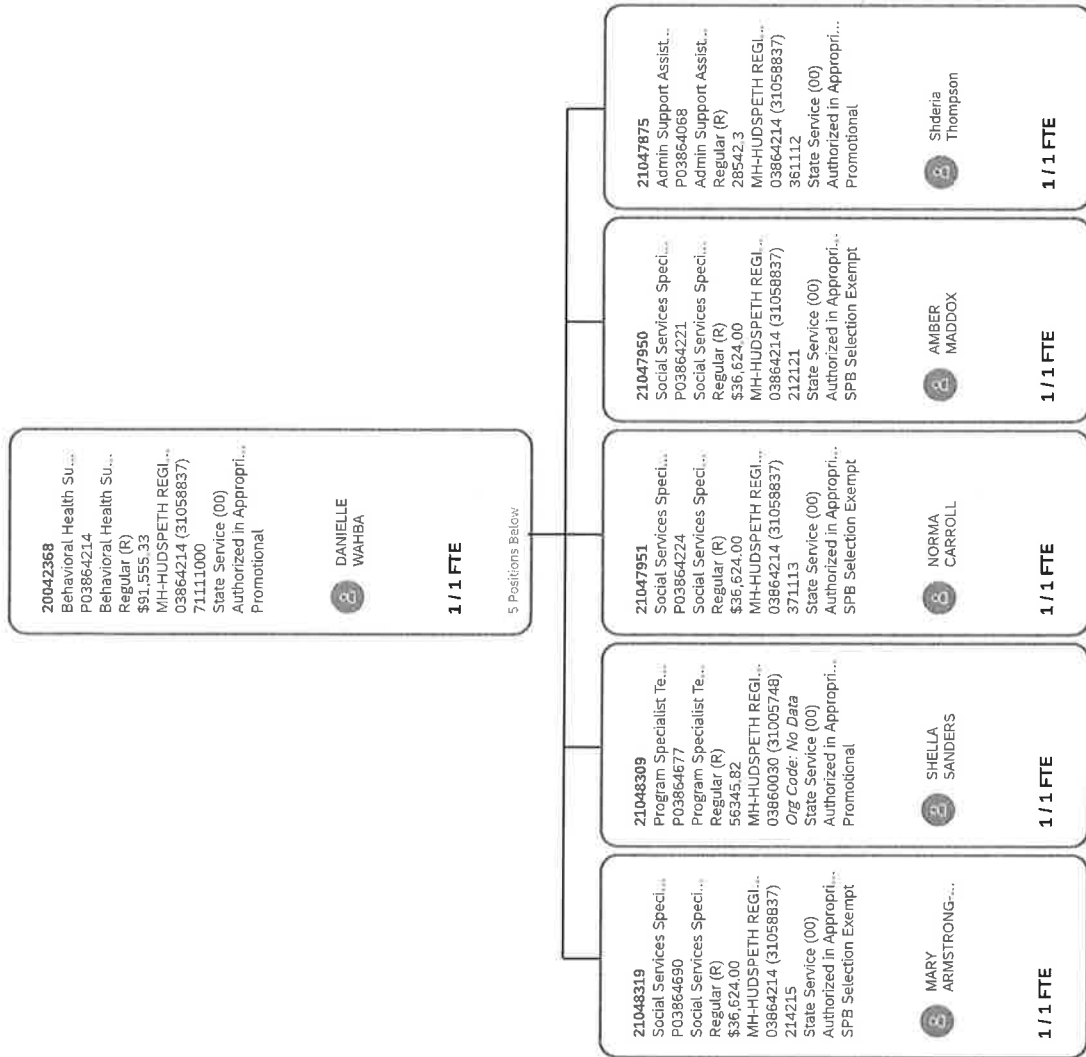 20042368
Behavioral Health Su...
P03864214
Behavioral Health Su...
Regular (R)
$91,555.33
MH-HUDSPETH REGI...
03864214 (31058837)
71111000
State Service (00)
Authorized in Appropri...
Promotional
DANIELLE
WAHBA
1 / 1 FTE
5 Positions Below
21048319
Social Services Speci...
P03864690
Social Services Speci...
Regular (R)
$36,624.00
MH-HUDSPETH REGI...
03864214 (31058837)
214215
State Service (00)
Authorized in Appropri...
SPB Selection Exempt
MARY
ARMSTRONG-...
1 / 1 FTE
21048309
Program Specialist Te...
P03864677
Program Specialist Te...
Regular (R)
56345.82
MH-HUDSPETH REGI...
03860030 (31005748)
Org Code: No Data
State Service (00)
Authorized in Appropri...
Promotional
SHELLA
SANDERS
1 / 1 FTE
21047951
Social Services Speci...
P03864224
Social Services Speci...
Regular (R)
$36,624.00
MH-HUDSPETH REGI...
03864214 (31058837)
371113
State Service (00)
Authorized in Appropri...
SPB Selection Exempt
NORMA
CARROLL
1 / 1 FTE
21047950
Social Services Speci...
P03864221
Social Services Speci...
Regular (R)
$36,624.00
MH-HUDSPETH REGI...
03864214 (31058837)
212121
State Service (00)
Authorized in Appropri...
SPB Selection Exempt
AMBER
MADDOX
1 / 1 FTE
21047875
Admin Support Assist...
P03864068
Admin Support Assist...
Regular (R)
28542.3
MH-HUDSPETH REGI...
03864214 (31058837)
361112
State Service (00)
Authorized in Appropri...
Promotional
Shderia
Thompson
1 / 1 FTE